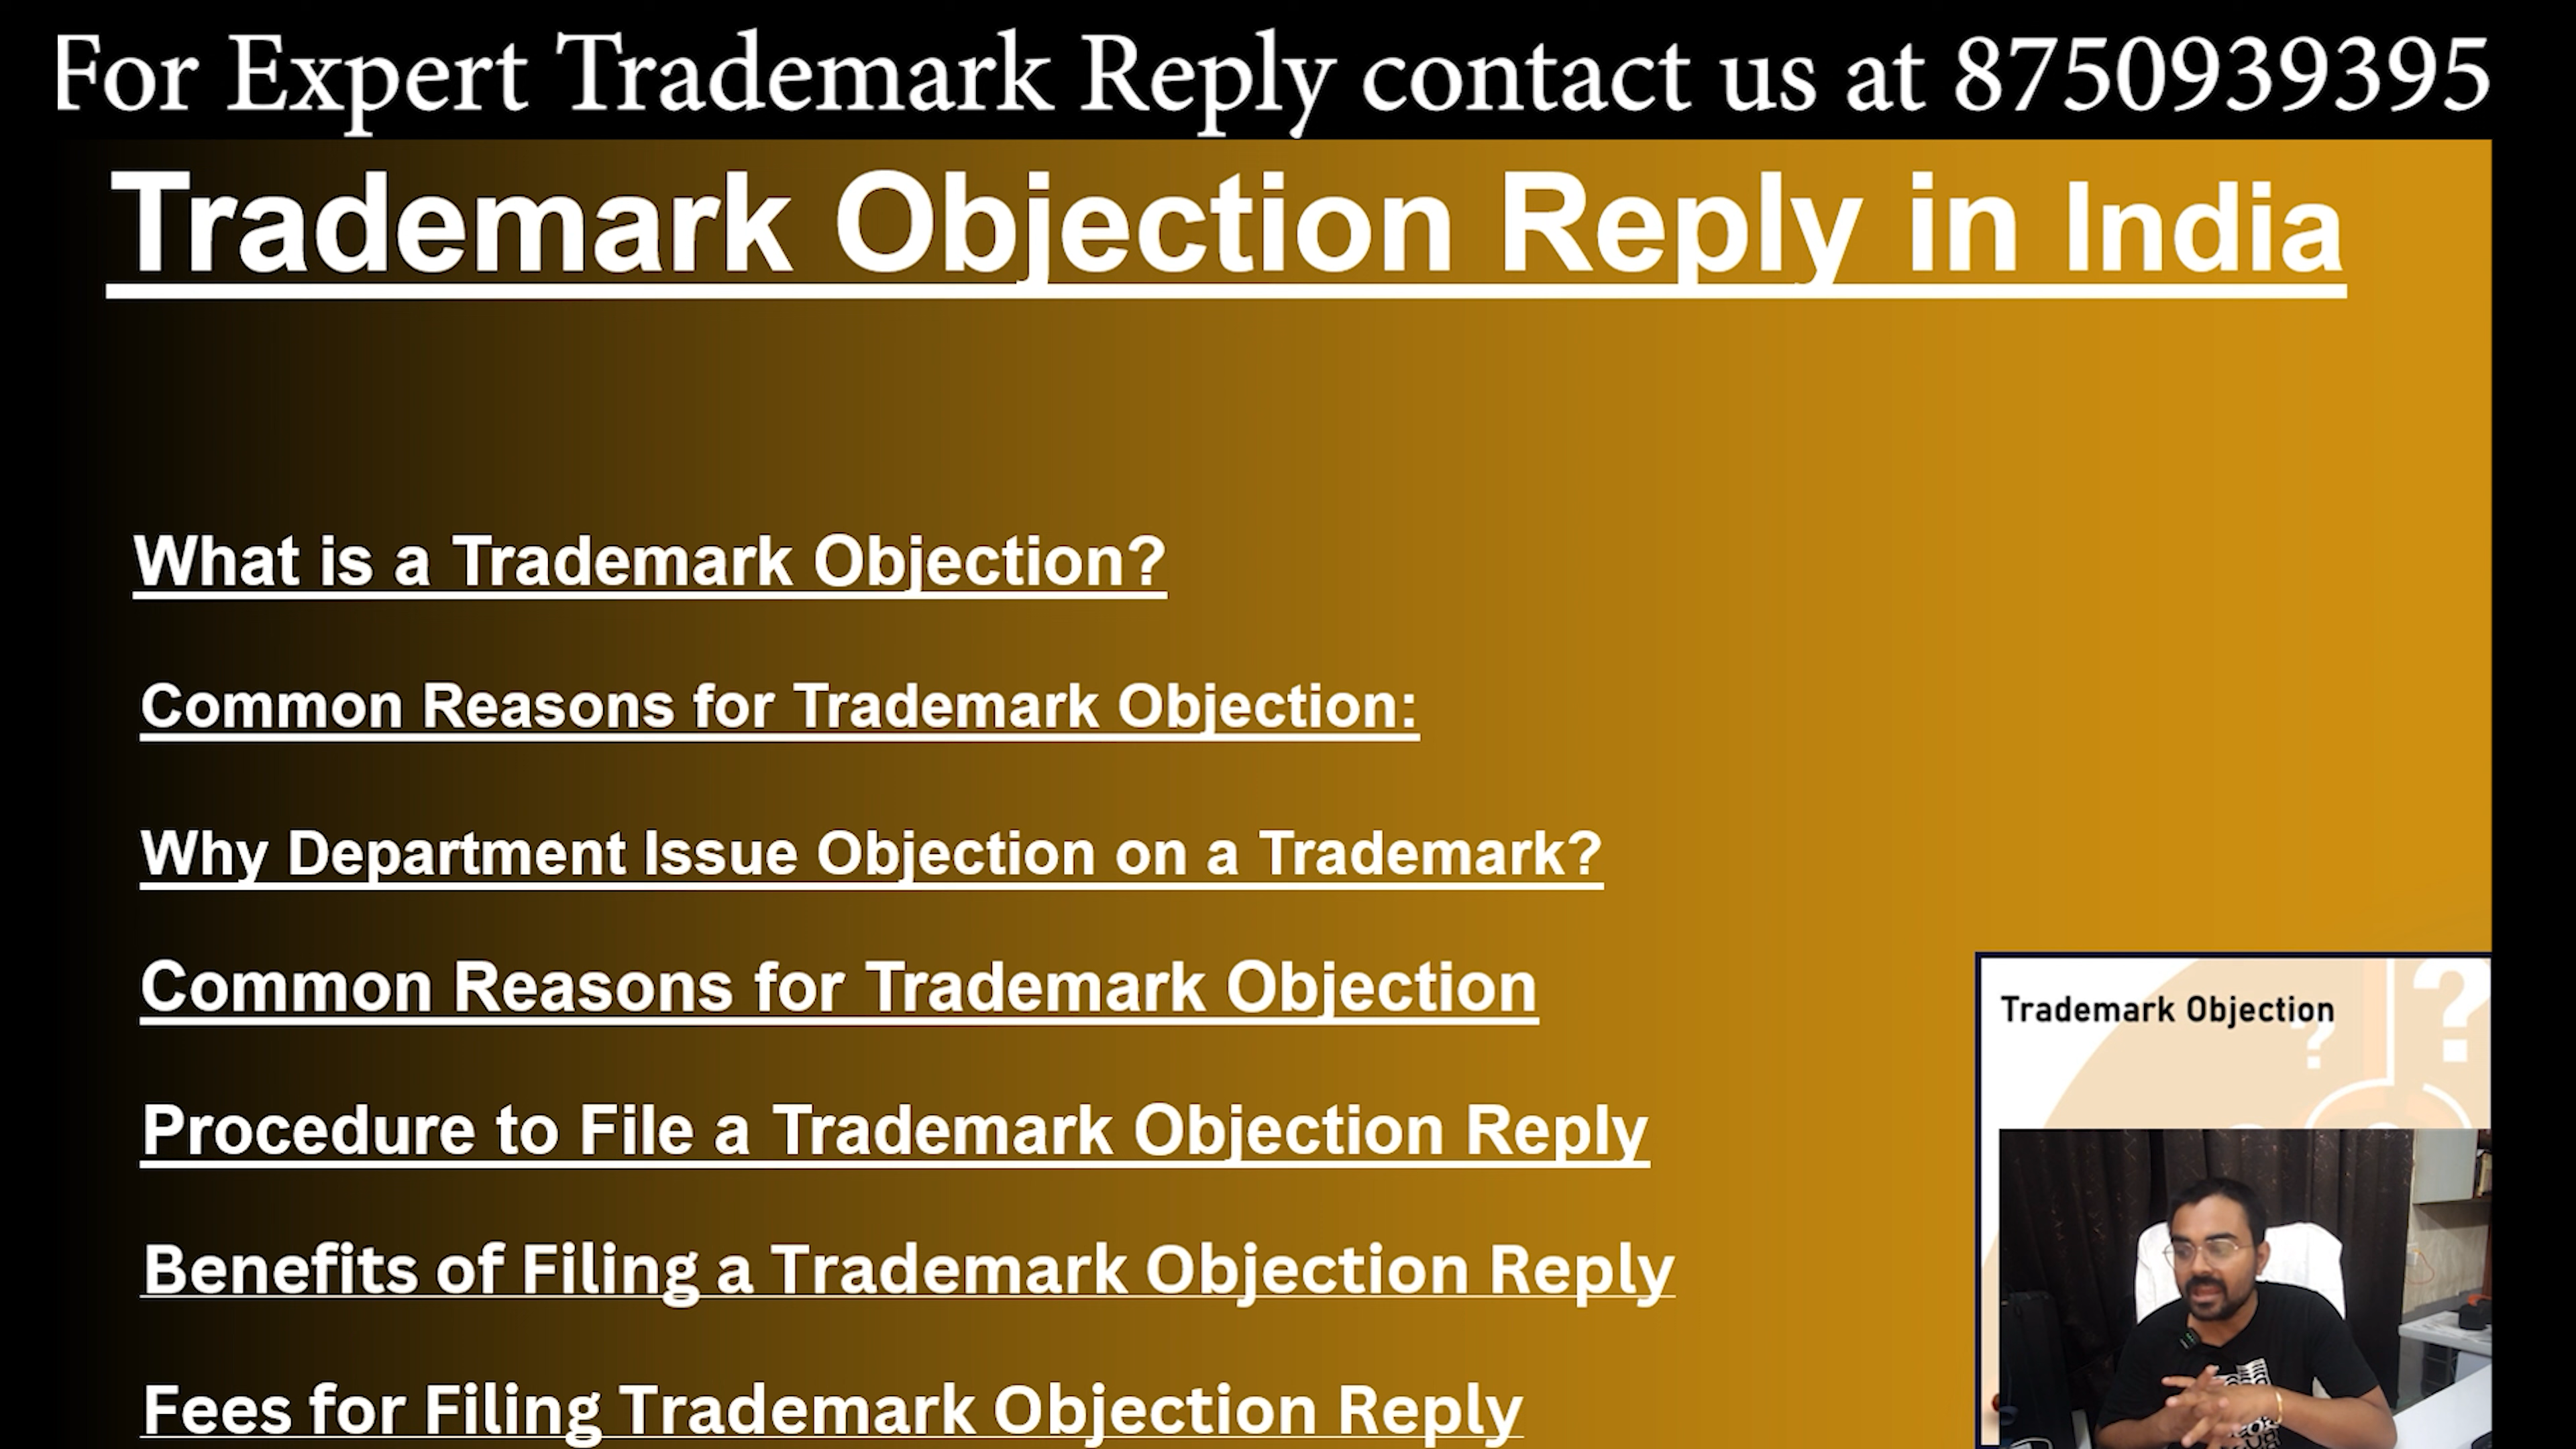 For Expert Trademark Reply contact us at 8750939395
Trademark Objection Reply in India
What is a Trademark Objection?
Common Reasons for Trademark Objection:
Why Department Issue Objection on a Trademark?
Common Reasons for Trademark Objection
Procedure to File a Trademark Objection Reply
Benefits of Filing a Trademark Objection Reply
Fees for Filing Trademark Objection Reply
Trademark Objection
? ?